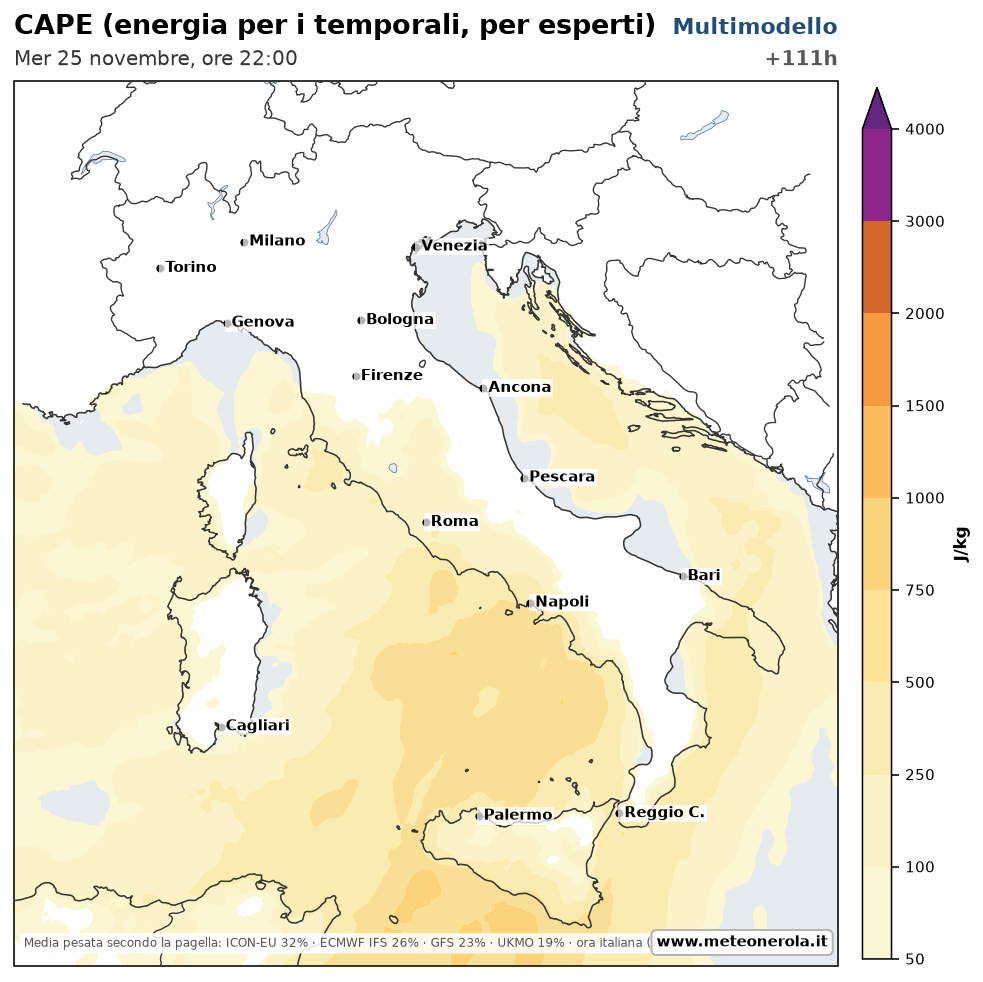 CAPE (energia per i temporali, per esperti) Multimodello
Mer 25 novembre, ore 22:00 +111h
Milano
Venezia
Torino
Genova
Bologna
Firenze
Ancona
Pescara
Roma
Bari
Napoli
Cagliari
Palermo
Reggio C.
4000
3000
2000
1500
1000
750
500
250
100
50
J/kg
Media pesata secondo la pagella: ICON-EU 32% · ECMWF IFS 26% · GFS 23% · UKMO 19% · ora italiana (
www.meteonerola.it